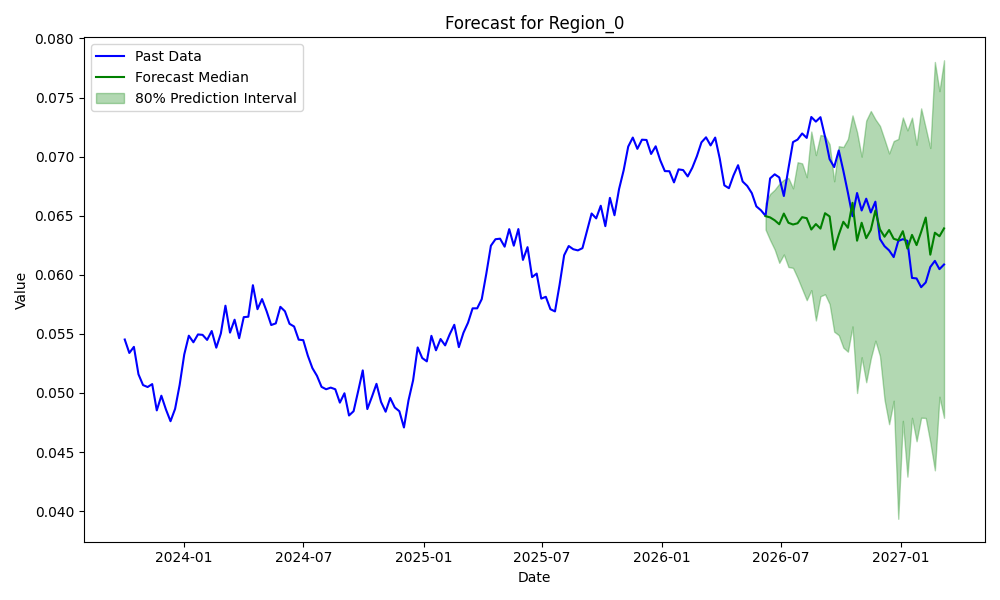 Forecast for Region_0
Past Data
Forecast Median
80% Prediction Interval
Value
0.080
0.075
0.070
0.065
0.060
0.055
0.050
0.045
0.040
2024-01
2024-07
2025-01
2025-07
2026-01
2026-07
2027-01
Date